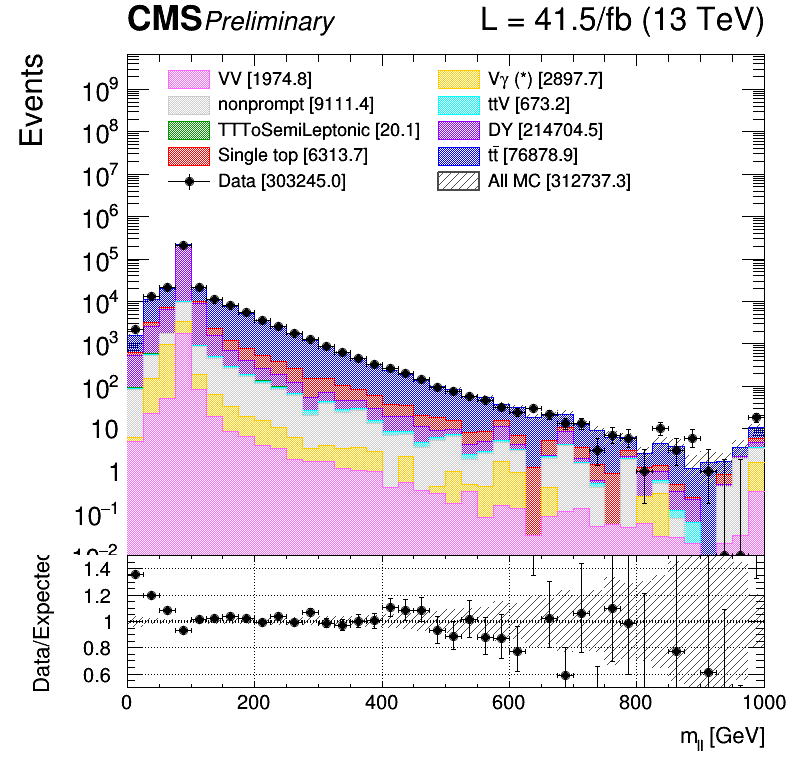 CMS Preliminary L = 41.5/fb (13 TeV)
Events
VV [1974.8] Vγ (*) [2897.7]
nonprompt [9111.4] ttV [673.2]
TTToSemiLeptonic [20.1] DY [214704.5]
Single top [6313.7] tt̄ [76878.9]
Data [303245.0] All MC [312737.3]
10⁹
10⁸
10⁷
10⁶
10⁵
10⁴
10³
10²
10
1
10⁻¹
10⁻²
Data/Expected
1.4
1.2
1
0.8
0.6
0 200 400 600 800 1000
m_ll [GeV]